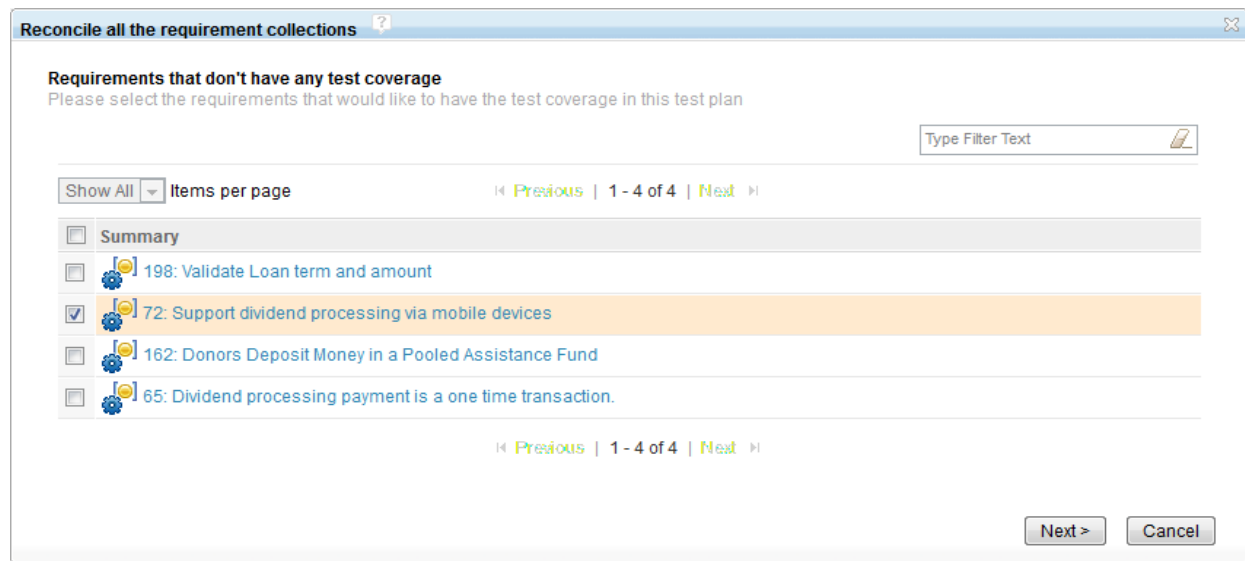 Reconcile all the requirement collections ?
Requirements that don't have any test coverage
Please select the requirements that would like to have the test coverage in this test plan
Type Filter Text
Show All Items per page Previous | 1 - 4 of 4 | Next
Summary
198: Validate Loan term and amount
72: Support dividend processing via mobile devices
162: Donors Deposit Money in a Pooled Assistance Fund
65: Dividend processing payment is a one time transaction.
Previous | 1 - 4 of 4 | Next
Next > Cancel